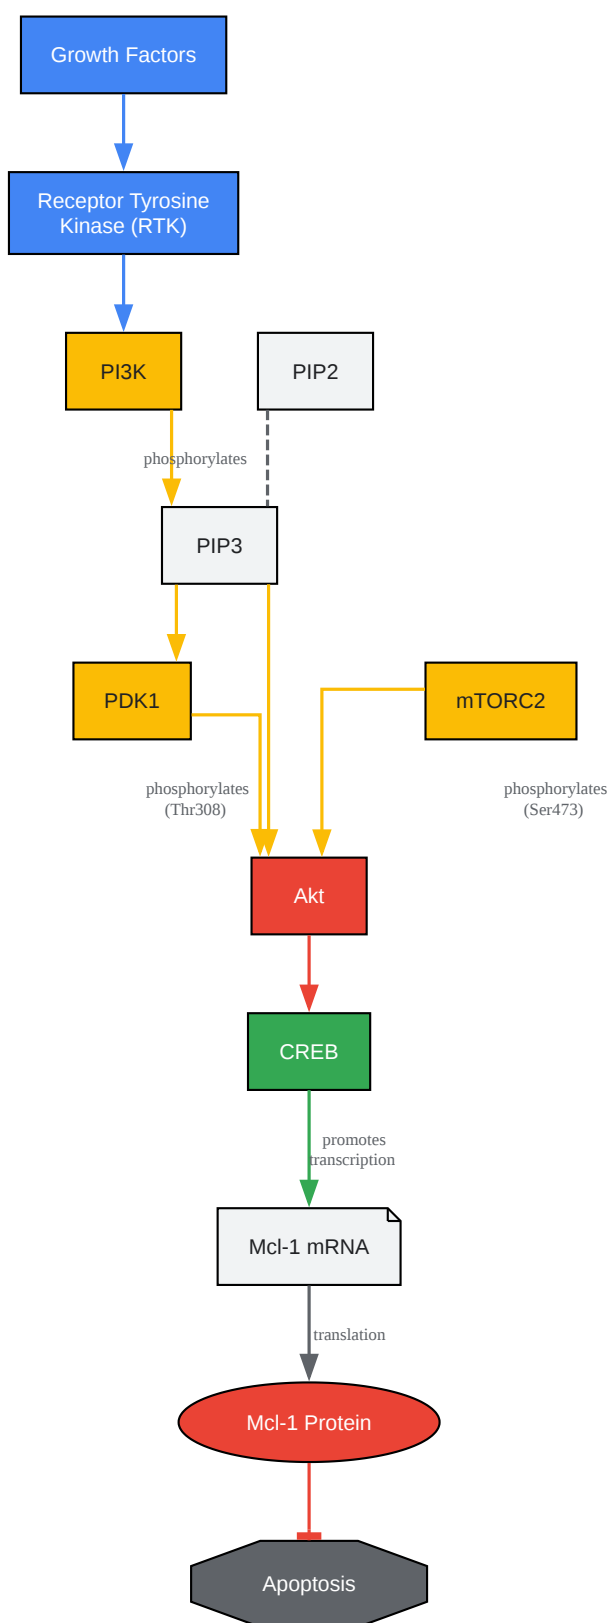 Growth Factors
Receptor Tyrosine
Kinase (RTK)
PI3K
PIP2
phosphorylates
PIP3
PDK1
mTORC2
phosphorylates
(Thr308)
phosphorylates
(Ser473)
Akt
CREB
promotes
transcription
Mcl-1 mRNA
translation
Mcl-1 Protein
Apoptosis